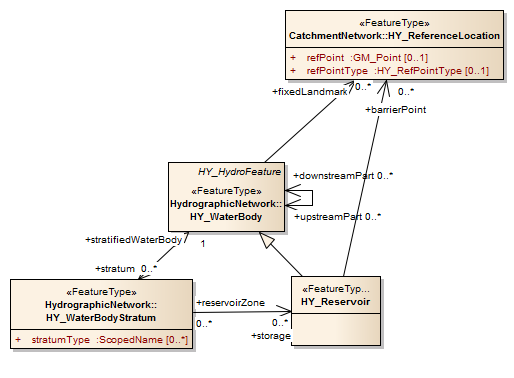 «FeatureType»
CatchmentNetwork::HY_ReferenceLocation
+ refPoint :GM_Point [0..1]
+ refPointType :HY_RefPointType [0..1]
+fixedLandmark 0..*
0..*
+barrierPoint
HY_HydroFeature
«FeatureType»
HydrographicNetwork::
HY_WaterBody
+downstreamPart 0..*
+upstreamPart 0..*
+stratifiedWaterBody
1
+stratum 0..*
«FeatureType»
HydrographicNetwork::
HY_WaterBodyStratum
+ stratumType :ScopedName [0..*]
+reservoirZone
0..*
0..*
+storage
«FeatureTyp...
HY_Reservoir